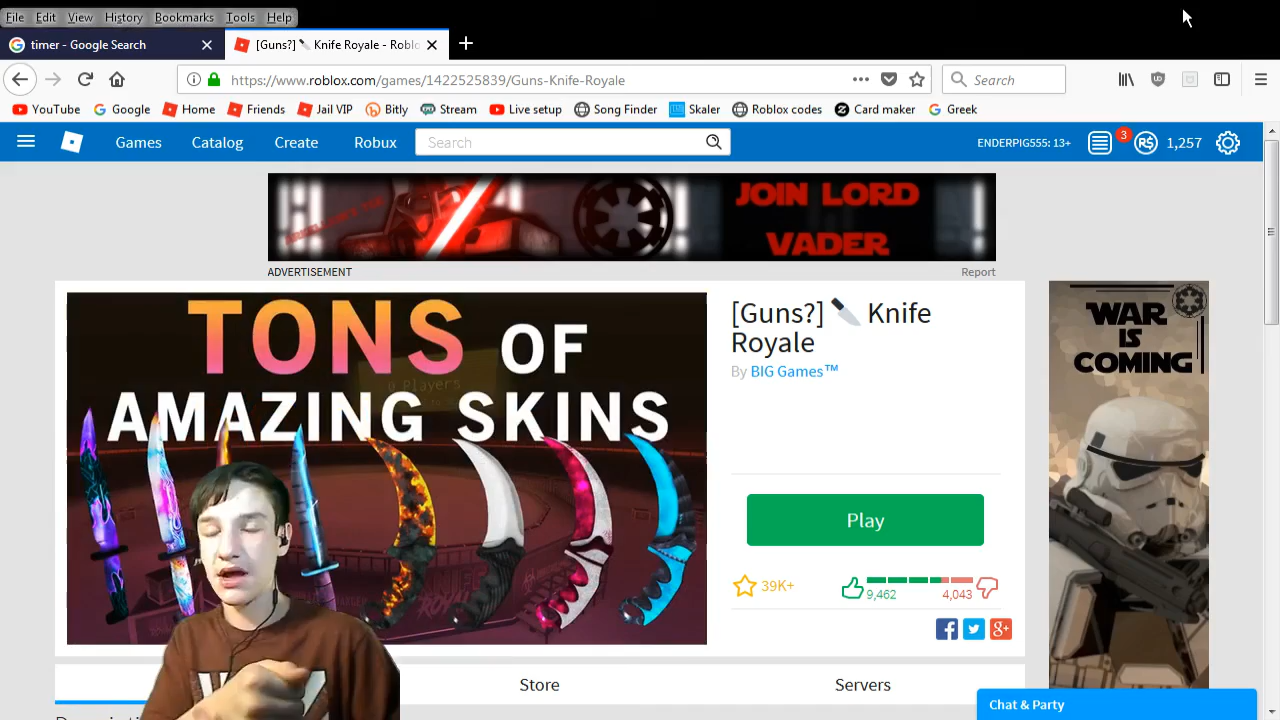 File Edit View History Bookmarks Tools Help
timer - Google Search
[Guns?] Knife Royale - Roblo
https://www.roblox.com/games/1422525839/Guns-Knife-Royale
Search
YouTube Google Home Friends Jail VIP Bitly Stream Live setup Song Finder Skaler Roblox codes Card maker Greek
Games Catalog Create Robux Search ENDERPIG555: 13+ 3 R$ 1,257
JOIN LORD
VADER
ADVERTISEMENT Report
TONS OF
AMAZING SKINS
0 Players
[Guns?] 🔪 Knife
Royale
By BIG Games™
Play
39K+ 9,462 4,043
WAR
IS
COMING
Store Servers
Chat & Party